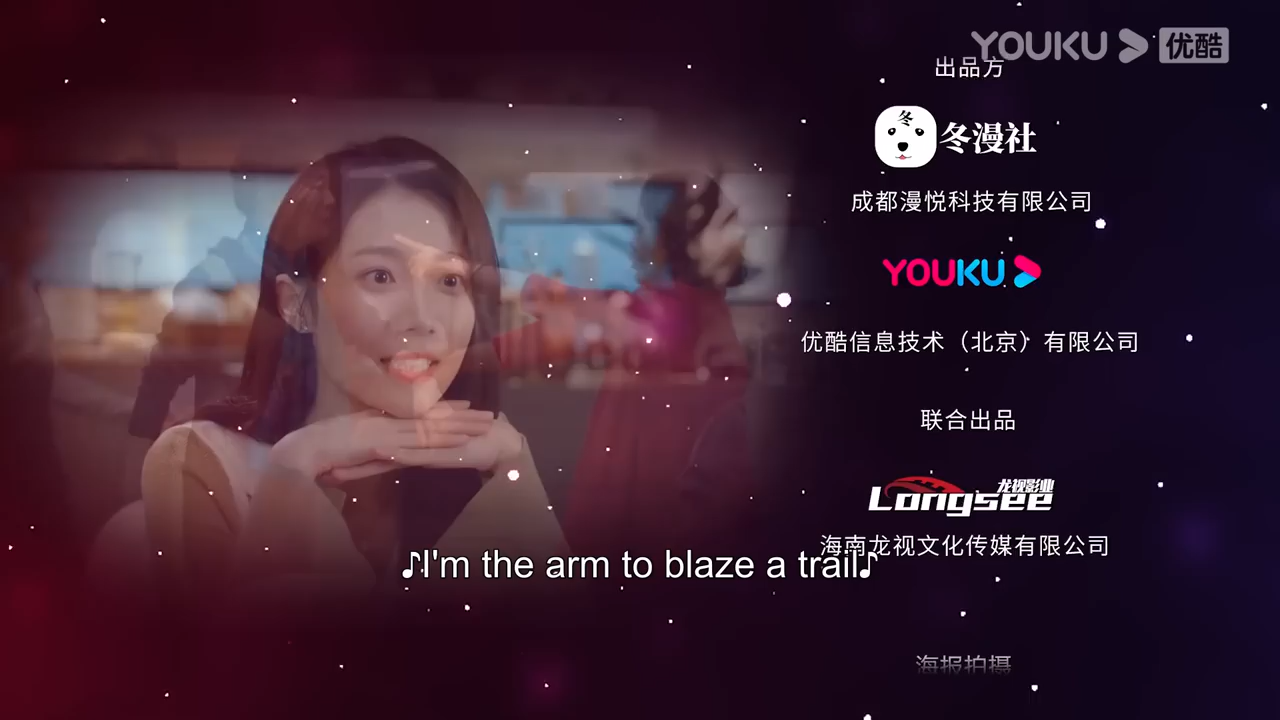 YOUKU 优酷
出品方
冬
冬漫社
成都漫悦科技有限公司
YOUKU
优酷信息技术（北京）有限公司
联合出品
龙视影业
Longsee
海南龙视文化传媒有限公司
♪I'm the arm to blaze a trail♪
海报拍摄